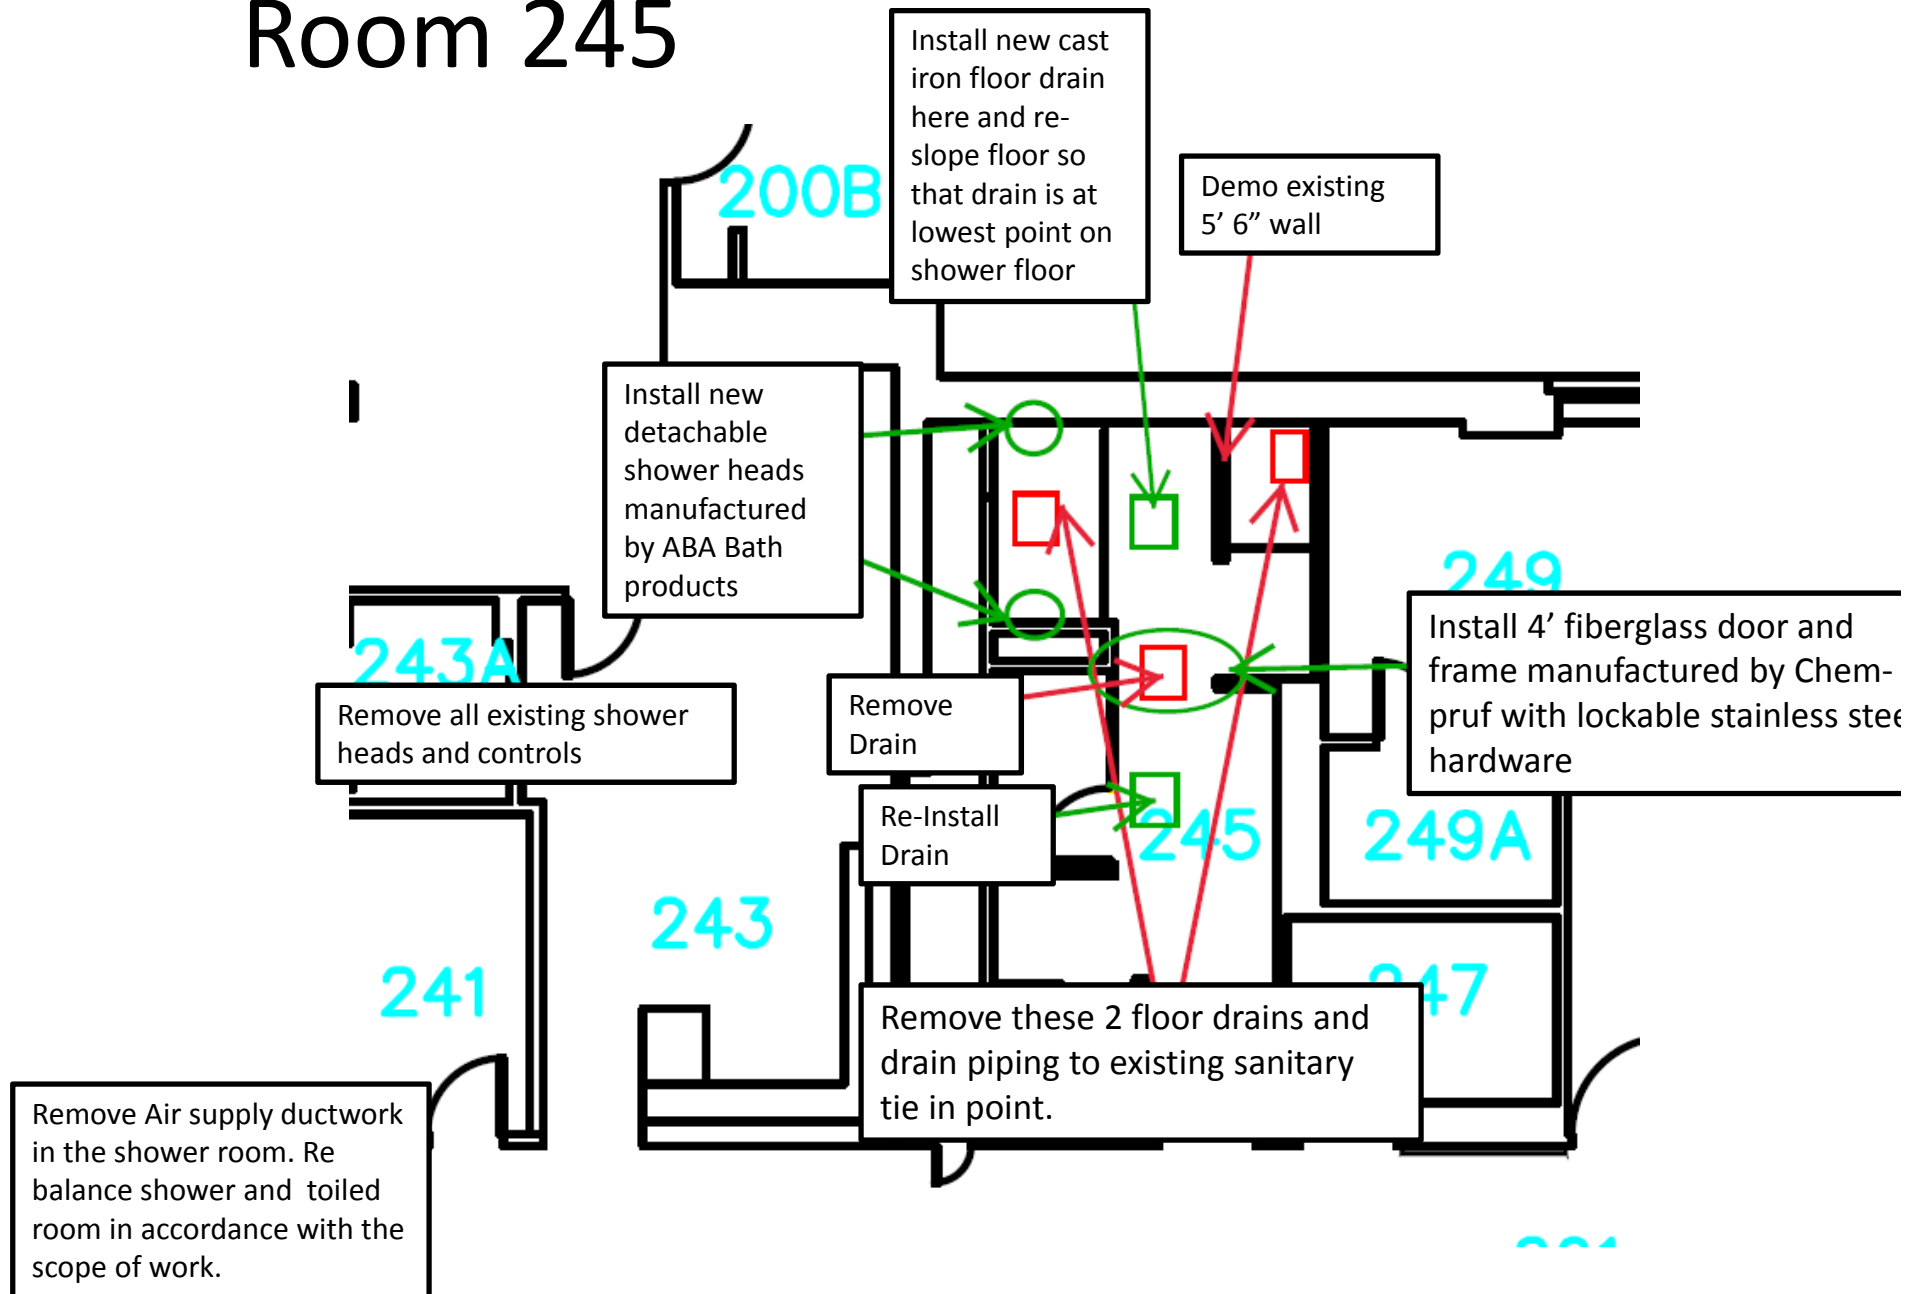 Room 245
Install new cast
iron floor drain
here and re-
slope floor so
that drain is at
lowest point on
shower floor
Demo existing
5’ 6” wall
200B
Install new
detachable
shower heads
manufactured
by ABA Bath
products
249
Install 4’ fiberglass door and
frame manufactured by Chem-
pruf with lockable stainless stee
hardware
243A
Remove all existing shower
heads and controls
Remove
Drain
Re-Install
Drain
245
249A
243
241
247
Remove these 2 floor drains and
drain piping to existing sanitary
tie in point.
Remove Air supply ductwork
in the shower room. Re
balance shower and toiled
room in accordance with the
scope of work.